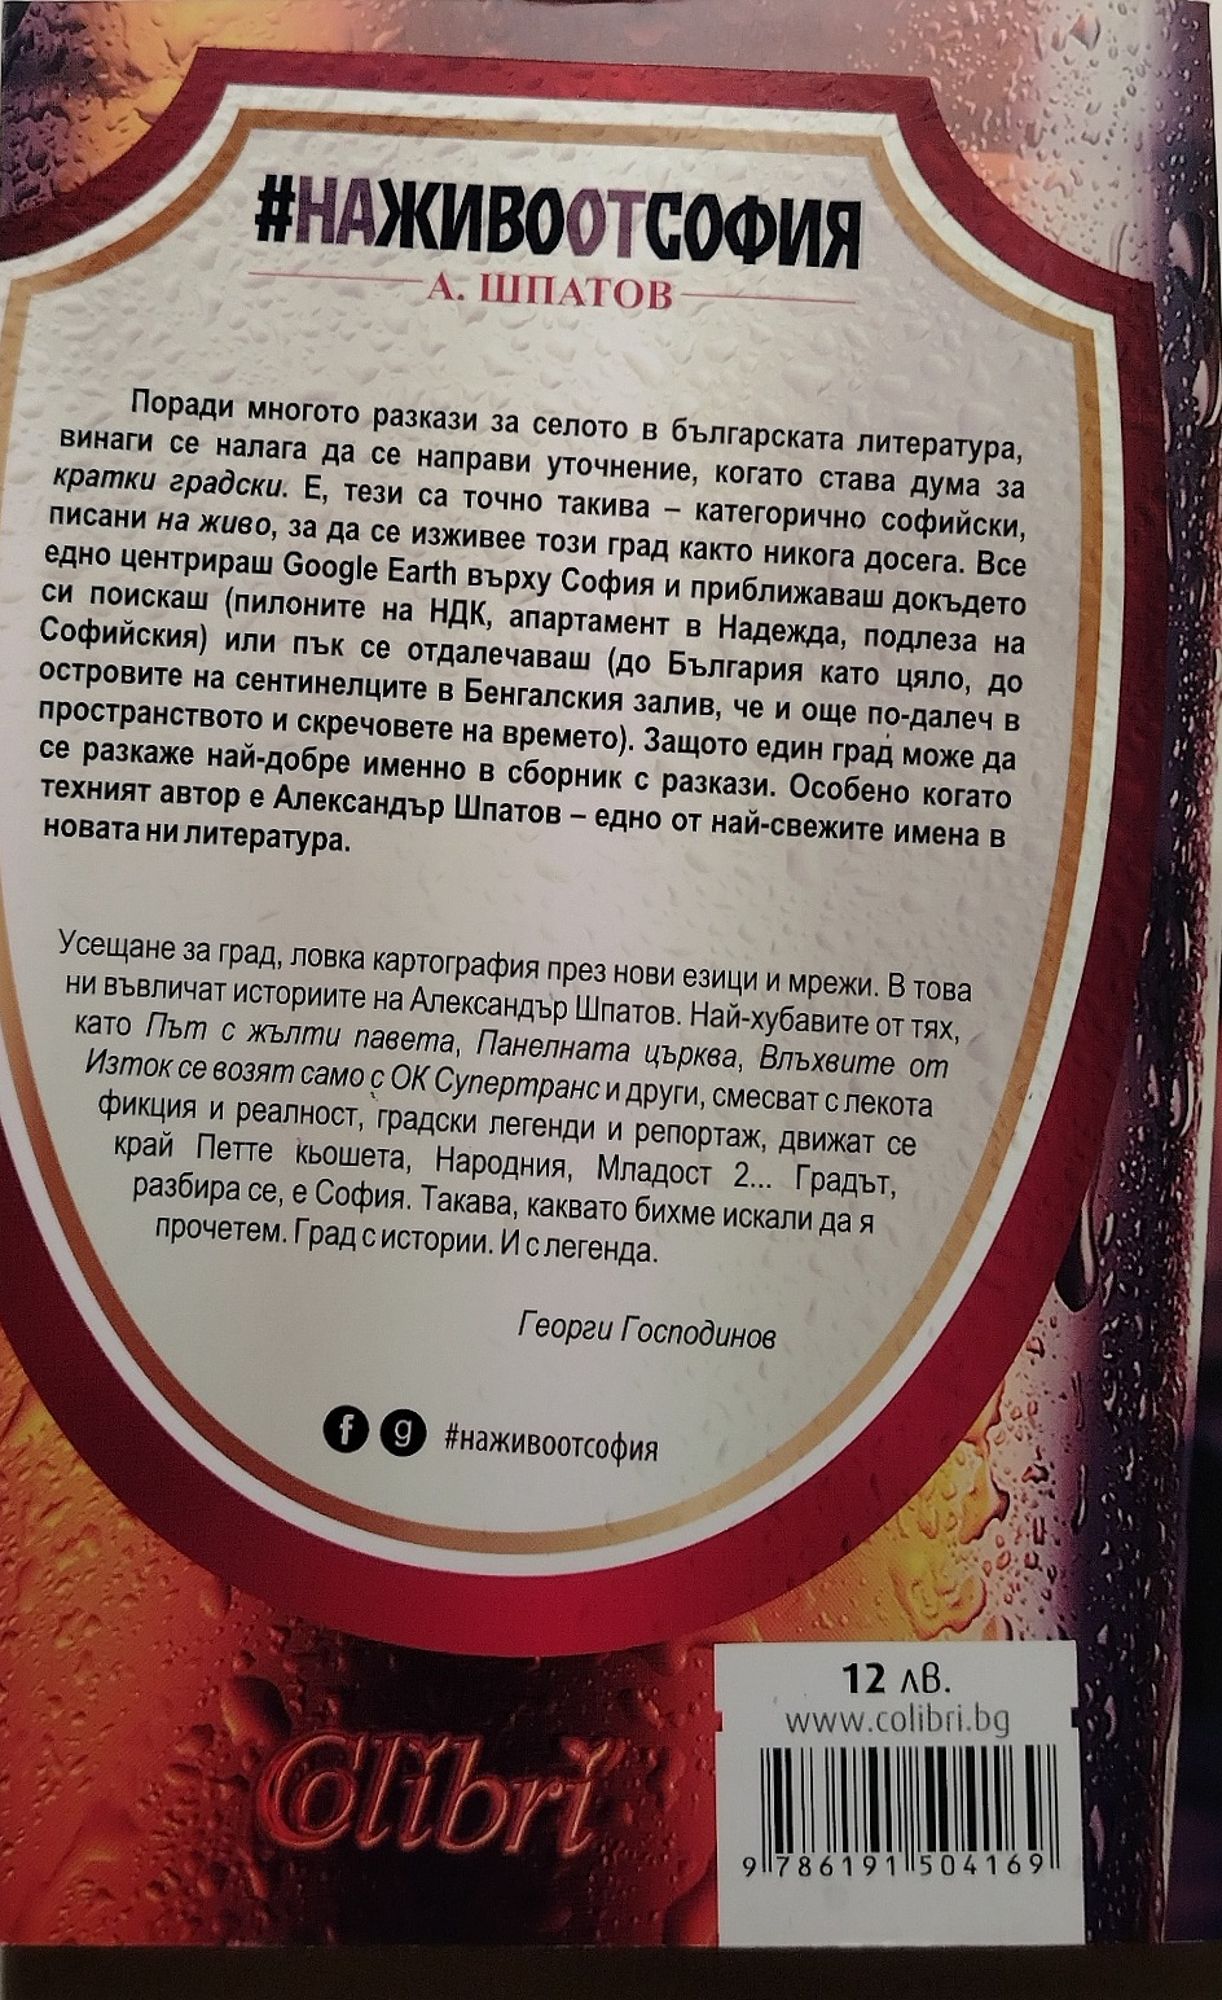 #НАЖИВООТСОФИЯ
А. ШПАТОВ
Поради многото разкази за селото в българската литература,
винаги се налага да се направи уточнение, когато става дума за
кратки градски. Е, тези са точно такива – категорично софийски,
писани на живо, за да се изживее този град както никога досега. Все
едно центрираш Google Earth върху София и приближаваш докъдето
си поискаш (пилоните на НДК, апартамент в Надежда, подлеза на
Софийския) или пък се отдалечаваш (до България като цяло, до
островите на сентинелците в Бенгалския залив, че и още по-далеч в
пространството и скречовете на времето). Защото един град може да
се разкаже най-добре именно в сборник с разкази. Особено когато
техният автор е Александър Шпатов – едно от най-свежите имена в
новата ни литература.
Усещане за град, ловка картография през нови езици и мрежи. В това
ни въвличат историите на Александър Шпатов. Най-хубавите от тях,
като Път с жълти павета, Панелната църква, Влъхвите от
Изток се возят само с ОК Супертранс и други, смесват с лекота
фикция и реалност, градски легенди и репортаж, движат се
край Петте кьошета, Народния, Младост 2... Градът,
разбира се, е София. Такава, каквато бихме искали да я
прочетем. Град с истории. И с легенда.
Георги Господинов
f g #наживоотсофия
Colibri
12 лв.
www.colibri.bg
9 786191 504169